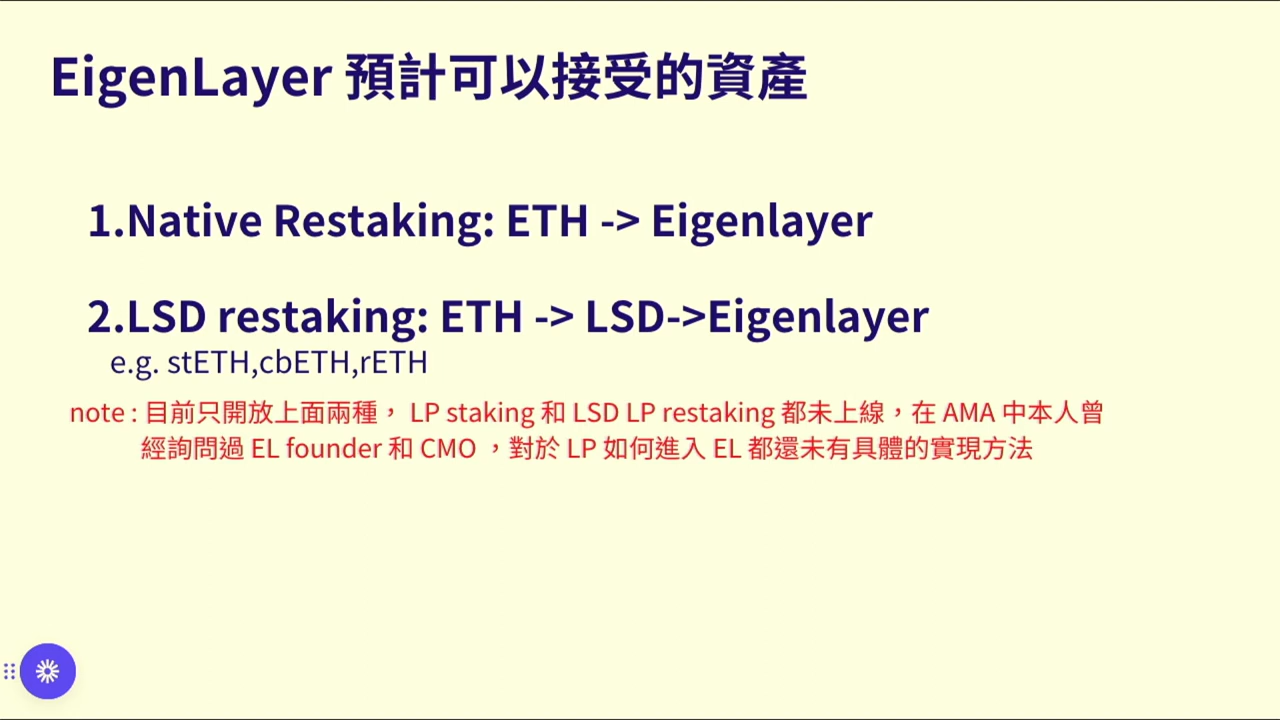 EigenLayer 預計可以接受的資產
1.Native Restaking: ETH -> Eigenlayer
2.LSD restaking: ETH -> LSD->Eigenlayer
e.g. stETH,cbETH,rETH
note : 目前只開放上面兩種， LP staking 和 LSD LP restaking 都未上線，在 AMA 中本人曾
經詢問過 EL founder 和 CMO ，對於 LP 如何進入 EL 都還未有具體的實現方法